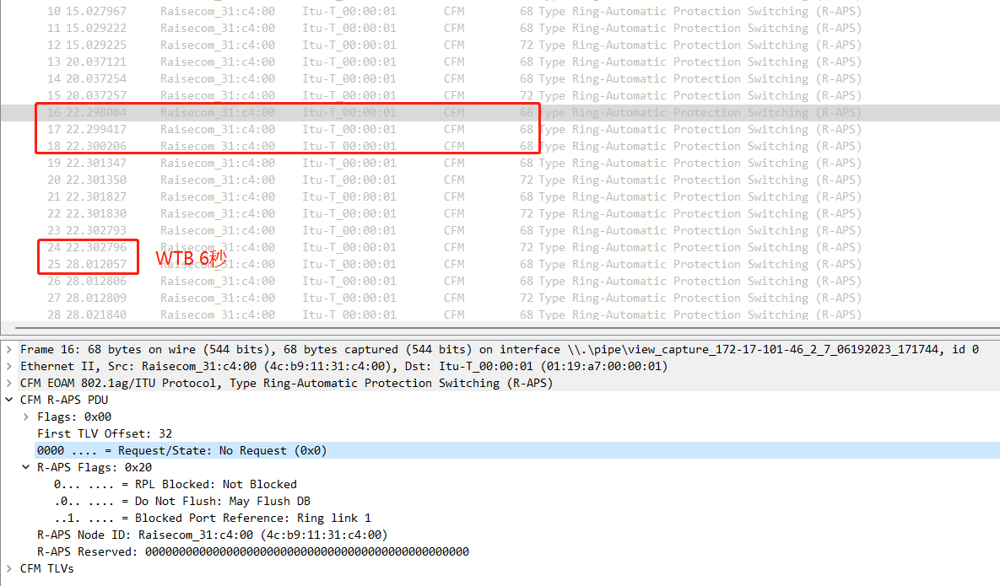 10 15.027967 Raisecom_31:c4:00 Itu-T_00:00:01 CFM 68 Type Ring-Automatic Protection Switching (R-APS)
11 15.029222 Raisecom_31:c4:00 Itu-T_00:00:01 CFM 68 Type Ring-Automatic Protection Switching (R-APS)
12 15.029225 Raisecom_31:c4:00 Itu-T_00:00:01 CFM 72 Type Ring-Automatic Protection Switching (R-APS)
13 20.037121 Raisecom_31:c4:00 Itu-T_00:00:01 CFM 68 Type Ring-Automatic Protection Switching (R-APS)
14 20.037254 Raisecom_31:c4:00 Itu-T_00:00:01 CFM 68 Type Ring-Automatic Protection Switching (R-APS)
15 20.037257 Raisecom_31:c4:00 Itu-T_00:00:01 CFM 72 Type Ring-Automatic Protection Switching (R-APS)
16 22.298084 Raisecom_31:c4:00 Itu-T_00:00:01 CFM 68 Type Ring-Automatic Protection Switching (R-APS)
17 22.299417 Raisecom_31:c4:00 Itu-T_00:00:01 CFM 68 Type Ring-Automatic Protection Switching (R-APS)
18 22.300206 Raisecom_31:c4:00 Itu-T_00:00:01 CFM 68 Type Ring-Automatic Protection Switching (R-APS)
19 22.301347 Raisecom_31:c4:00 Itu-T_00:00:01 CFM 68 Type Ring-Automatic Protection Switching (R-APS)
20 22.301350 Raisecom_31:c4:00 Itu-T_00:00:01 CFM 72 Type Ring-Automatic Protection Switching (R-APS)
21 22.301827 Raisecom_31:c4:00 Itu-T_00:00:01 CFM 68 Type Ring-Automatic Protection Switching (R-APS)
22 22.301830 Raisecom_31:c4:00 Itu-T_00:00:01 CFM 72 Type Ring-Automatic Protection Switching (R-APS)
23 22.302793 Raisecom_31:c4:00 Itu-T_00:00:01 CFM 68 Type Ring-Automatic Protection Switching (R-APS)
24 22.302796 Raisecom_31:c4:00 Itu-T_00:00:01 CFM 72 Type Ring-Automatic Protection Switching (R-APS)
WTB 6秒
25 28.012057 Raisecom_31:c4:00 Itu-T_00:00:01 CFM 68 Type Ring-Automatic Protection Switching (R-APS)
26 28.012806 Raisecom_31:c4:00 Itu-T_00:00:01 CFM 68 Type Ring-Automatic Protection Switching (R-APS)
27 28.012809 Raisecom_31:c4:00 Itu-T_00:00:01 CFM 72 Type Ring-Automatic Protection Switching (R-APS)
28 28.021840 Raisecom_31:c4:00 Itu-T_00:00:01 CFM 68 Type Ring-Automatic Protection Switching (R-APS)
Frame 16: 68 bytes on wire (544 bits), 68 bytes captured (544 bits) on interface \\.\pipe\view_capture_172-17-101-46_2_7_06192023_171744, id 0
Ethernet II, Src: Raisecom_31:c4:00 (4c:b9:11:31:c4:00), Dst: Itu-T_00:00:01 (01:19:a7:00:00:01)
CFM EOAM 802.1ag/ITU Protocol, Type Ring-Automatic Protection Switching (R-APS)
CFM R-APS PDU
Flags: 0x00
First TLV Offset: 32
0000 .... = Request/State: No Request (0x0)
R-APS Flags: 0x20
0... .... = RPL Blocked: Not Blocked
.0.. .... = Do Not Flush: May Flush DB
..1. .... = Blocked Port Reference: Ring link 1
R-APS Node ID: Raisecom_31:c4:00 (4c:b9:11:31:c4:00)
R-APS Reserved: 000000000000000000000000000000000000000000000000
CFM TLVs